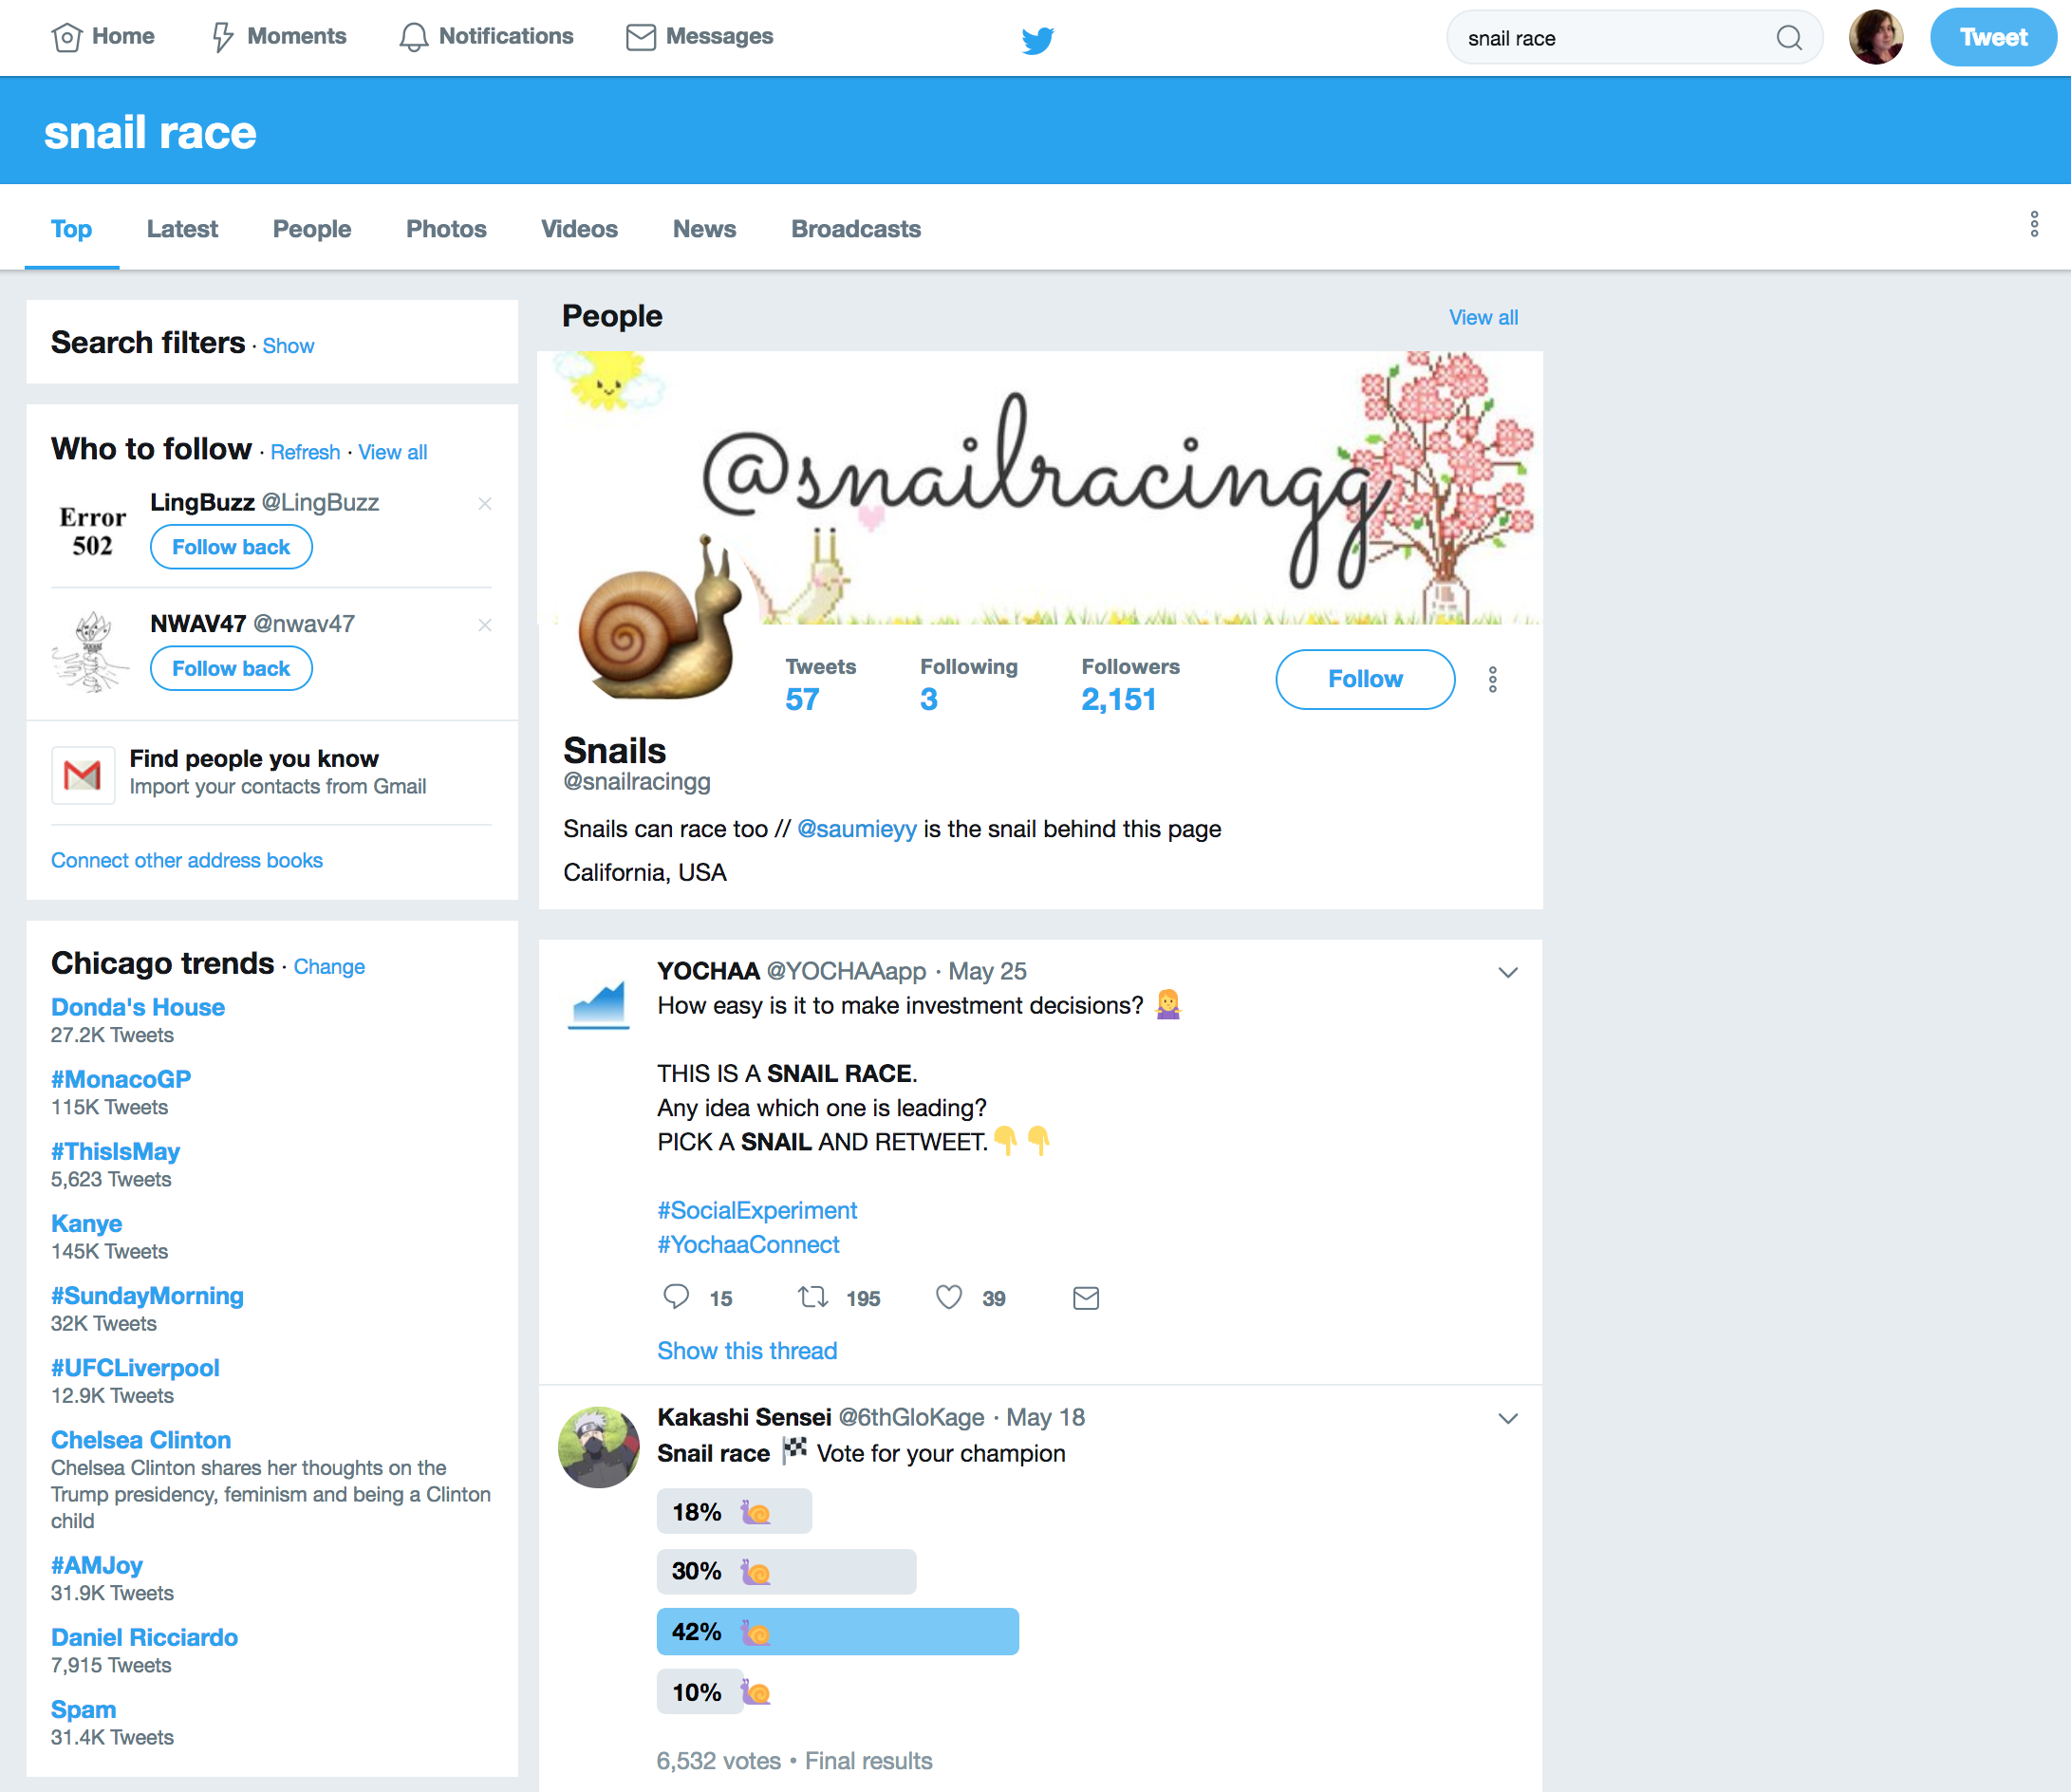 Home Moments Notifications Messages snail race Tweet
snail race
Top Latest People Photos Videos News Broadcasts
Search filters · Show
Who to follow · Refresh · View all
LingBuzz @LingBuzz
Error
502
Follow back
NWAV47 @nwav47
Follow back
Find people you know
Import your contacts from Gmail
Connect other address books
Chicago trends · Change
Donda's House
27.2K Tweets
#MonacoGP
115K Tweets
#ThisIsMay
5,623 Tweets
Kanye
145K Tweets
#SundayMorning
32K Tweets
#UFCLiverpool
12.9K Tweets
Chelsea Clinton
Chelsea Clinton shares her thoughts on the
Trump presidency, feminism and being a Clinton
child
#AMJoy
31.9K Tweets
Daniel Ricciardo
7,915 Tweets
Spam
31.4K Tweets
People View all
@snailracingg
Tweets Following Followers
57 3 2,151
Follow
Snails
@snailracingg
Snails can race too // @saumieyy is the snail behind this page
California, USA
YOCHAA @YOCHAAapp · May 25
How easy is it to make investment decisions? 🤷‍♀️
THIS IS A SNAIL RACE.
Any idea which one is leading?
PICK A SNAIL AND RETWEET.👇👇
#SocialExperiment
#YochaaConnect
15 195 39
Show this thread
Kakashi Sensei @6thGloKage · May 18
Snail race 🏁 Vote for your champion
18% 🐌
30% 🐌
42% 🐌
10% 🐌
6,532 votes • Final results